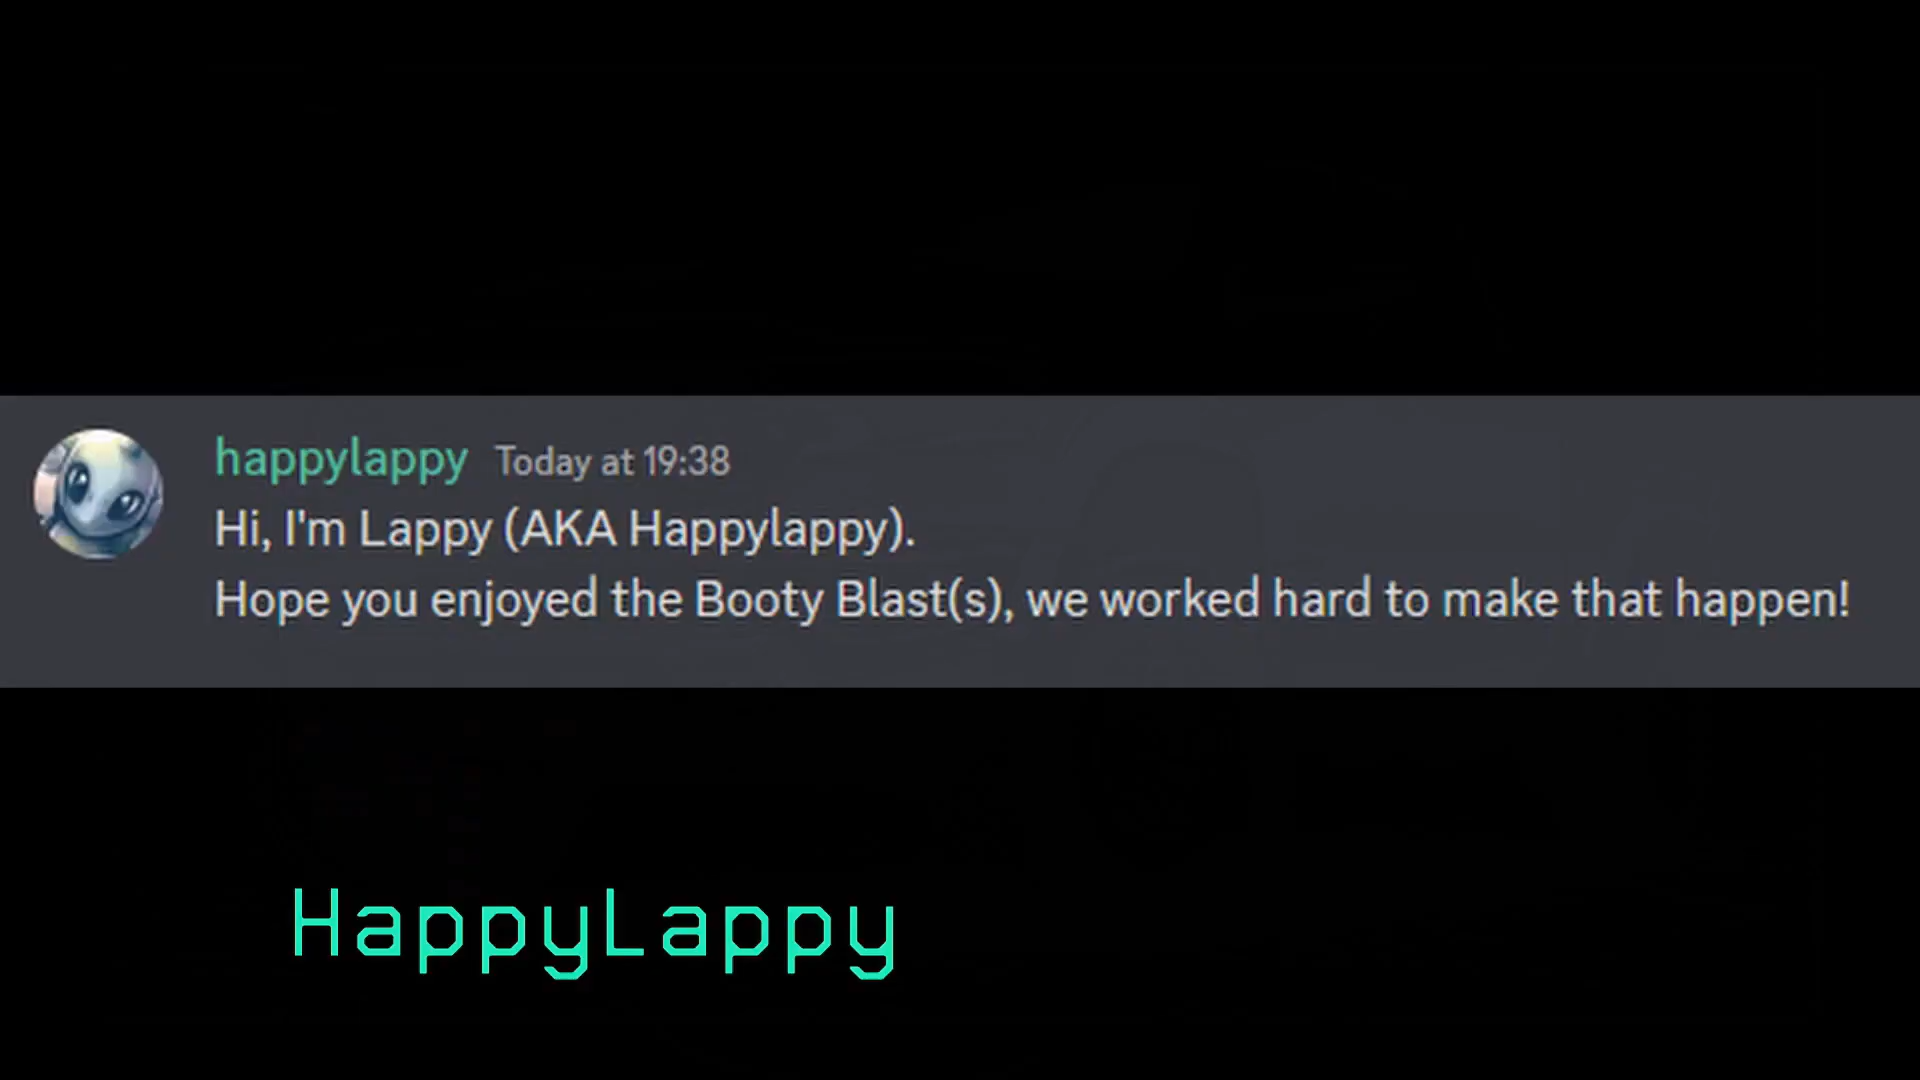 happylappy Today at 19:38
Hi, I'm Lappy (AKA Happylappy).
Hope you enjoyed the Booty Blast(s), we worked hard to make that happen!
HappyLappy